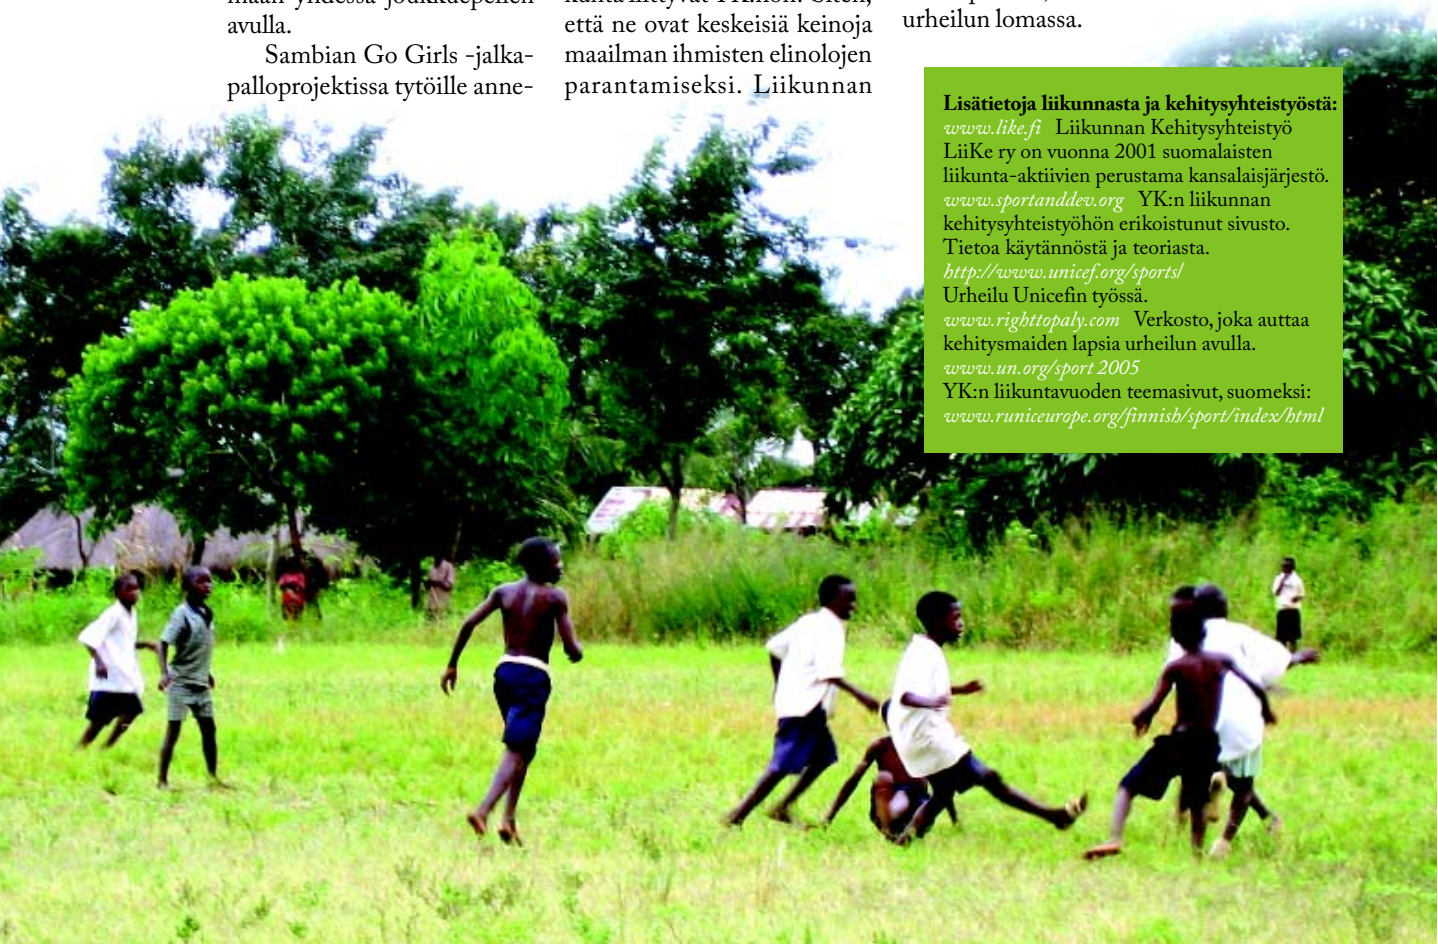 maan yhdessä joukkuepelien
avulla.
Sambian Go Girls -jalka-
palloprojektissa tytöille anne-
että ne ovat keskeisiä keinoja
maailman ihmisten elinolojen
parantamiseksi. Liikunnan
urheilun lomassa.
Lisätietoja liikunnasta ja kehitysyhteistyöstä:
www.like.fi Liikunnan Kehitysyhteistyö
LiiKe ry on vuonna 2001 suomalaisten
liikunta-aktiivien perustama kansalaisjärjestö.
www.sportanddev.org YK:n liikunnan
kehitysyhteistyöhön erikoistunut sivusto.
Tietoa käytännöstä ja teoriasta.
http://www.unicef.org/sports/
Urheilu Unicefin työssä.
www.righttopaly.com Verkosto, joka auttaa
kehitysmaiden lapsia urheilun avulla.
www.un.org/sport 2005
YK:n liikuntavuoden teemasivut, suomeksi:
www.runiceurope.org/finnish/sport/index/html